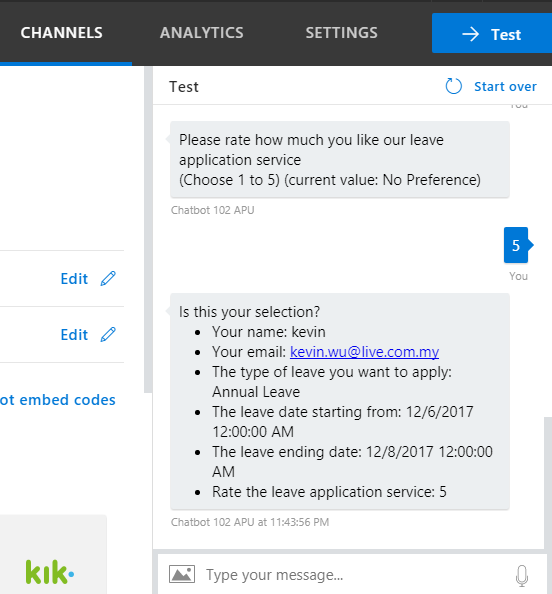 CHANNELS ANALYTICS SETTINGS → Test
Test Start over
You
Please rate how much you like our leave
application service
(Choose 1 to 5) (current value: No Preference)
Chatbot 102 APU
5
You
Edit
Edit
ot embed codes
Is this your selection?
• Your name: kevin
• Your email: kevin.wu@live.com.my
• The type of leave you want to apply:
Annual Leave
• The leave date starting from: 12/6/2017
12:00:00 AM
• The leave ending date: 12/8/2017 12:00:00
AM
• Rate the leave application service: 5
Chatbot 102 APU at 11:43:56 PM
kik
Type your message...